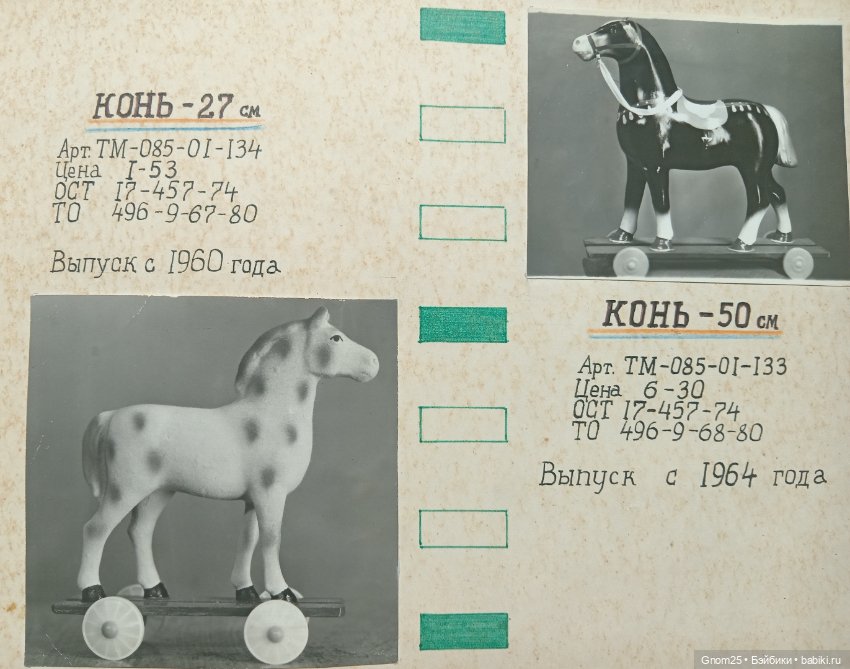 КОНЬ - 27 см
Арт. ТМ-085-01-134
Цена 1-53
ОСТ 17-457-74
ТО 496-9-67-80
Выпуск с 1960 года
КОНЬ - 50 см
Арт. ТМ-085-01-133
Цена 6-30
ОСТ 17-457-74
ТО 496-9-68-80
Выпуск с 1964 года
Gnom25 • Бэйбики • babiki.ru